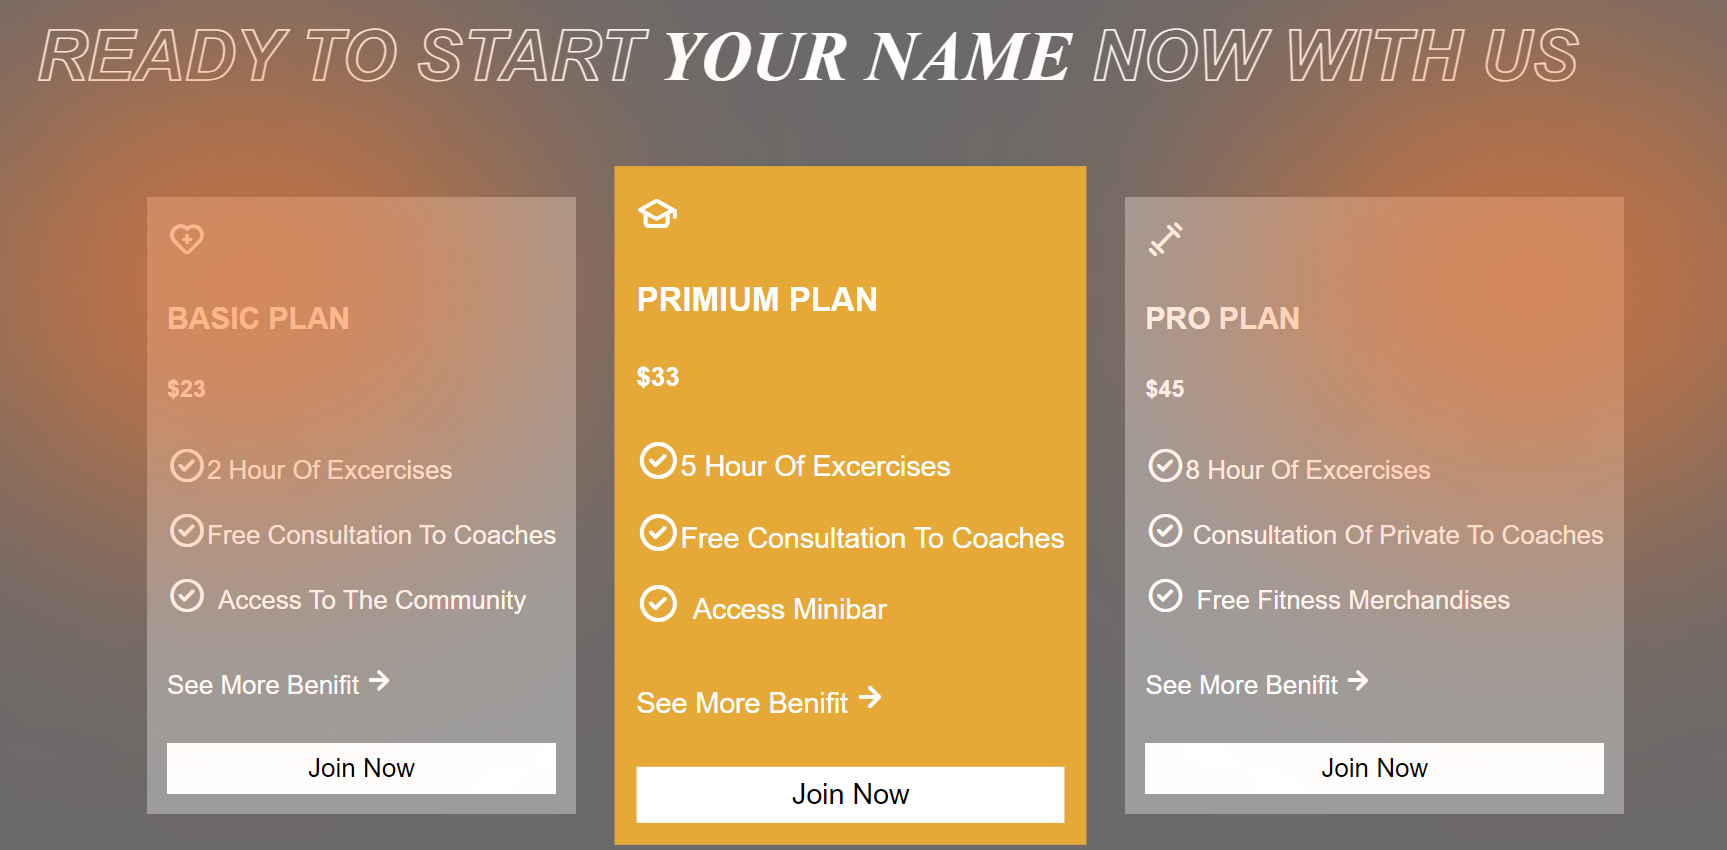 READY TO START YOUR NAME NOW WITH US
BASIC PLAN
$23
2 Hour Of Excercises
Free Consultation To Coaches
Access To The Community
See More Benifit
Join Now
PRIMIUM PLAN
$33
5 Hour Of Excercises
Free Consultation To Coaches
Access Minibar
See More Benifit
Join Now
PRO PLAN
$45
8 Hour Of Excercises
Consultation Of Private To Coaches
Free Fitness Merchandises
See More Benifit
Join Now